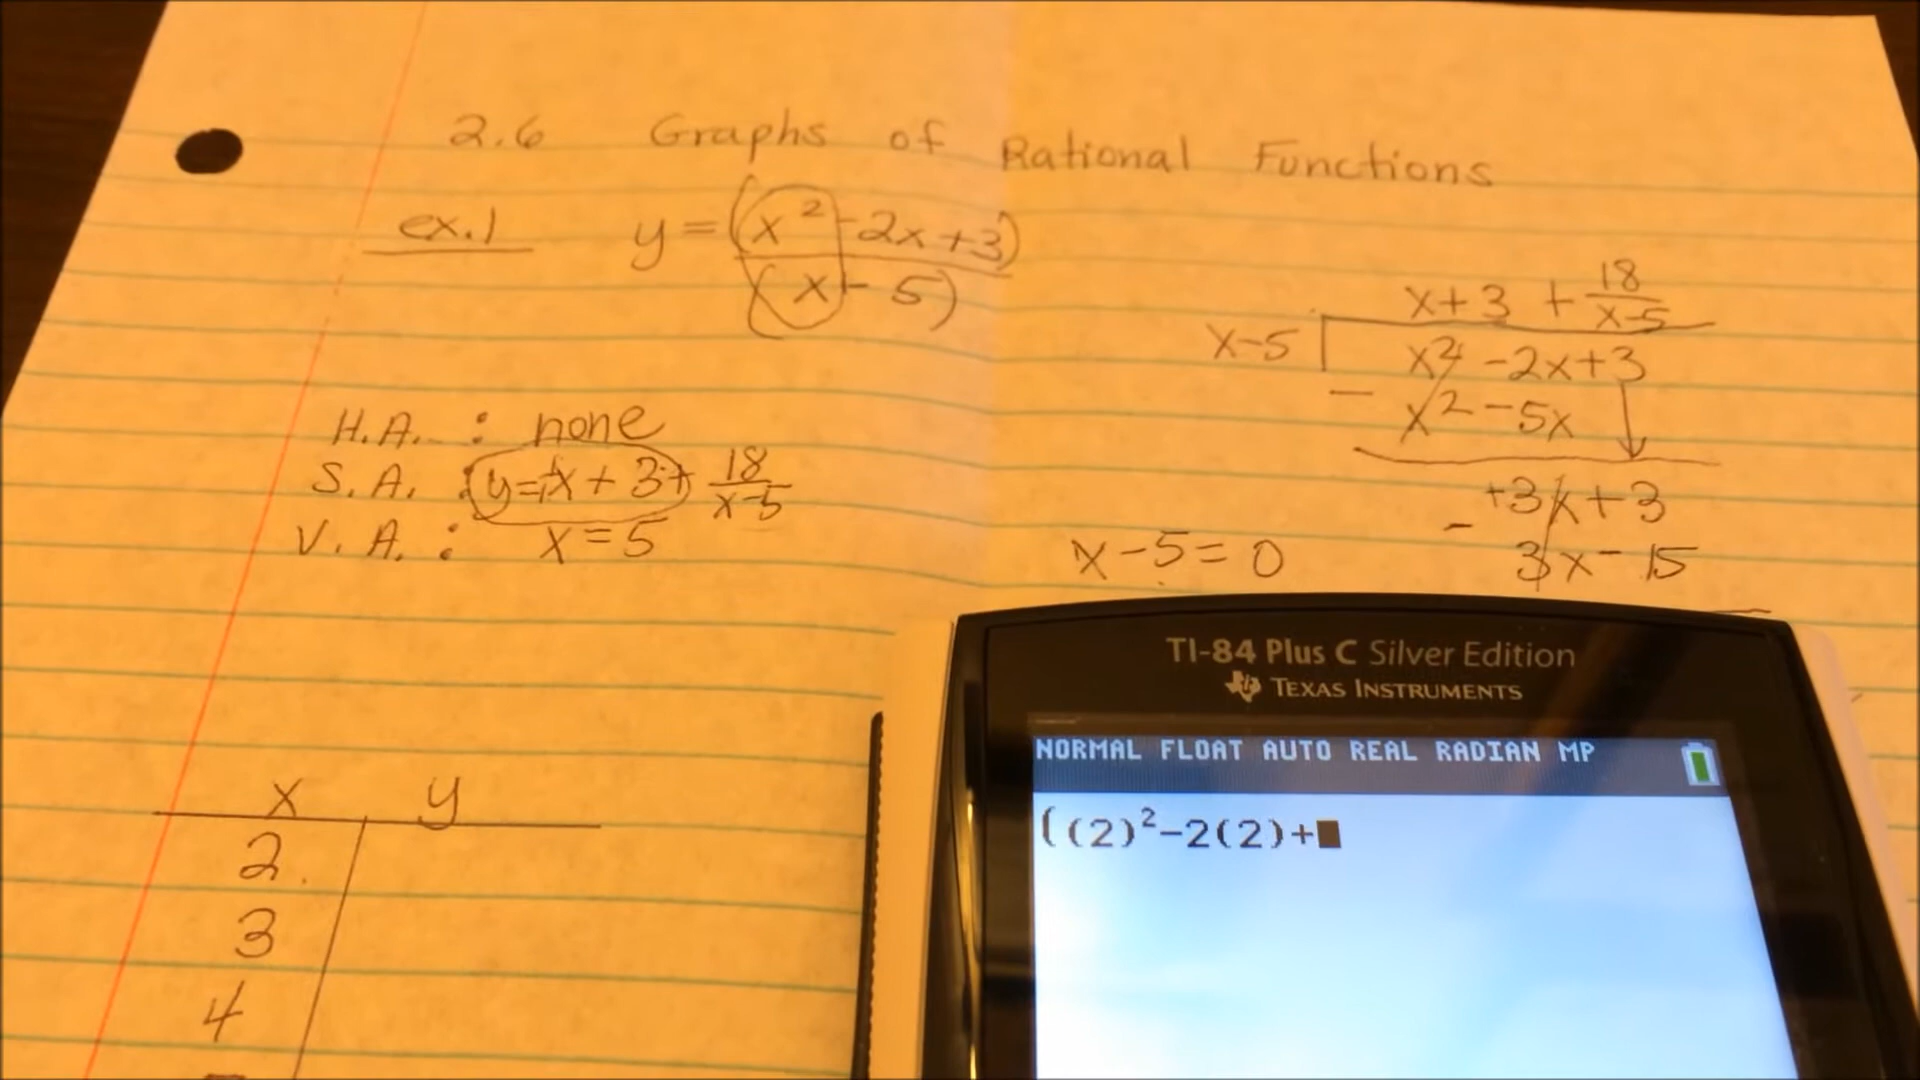 2.6 Graphs of Rational Functions
ex.1 y = (x² - 2x + 3)
(x - 5)
x + 3 + 18
x-5
x-5 x² - 2x + 3
- x² - 5x
+3x + 3
- 3x - 15
H.A. : none
S.A. : y = x + 3 + 18
x-5
V.A. : x = 5
x - 5 = 0
x y
2
3
4
TI-84 Plus C Silver Edition
TEXAS INSTRUMENTS
NORMAL FLOAT AUTO REAL RADIAN MP
((2)²-2(2)+